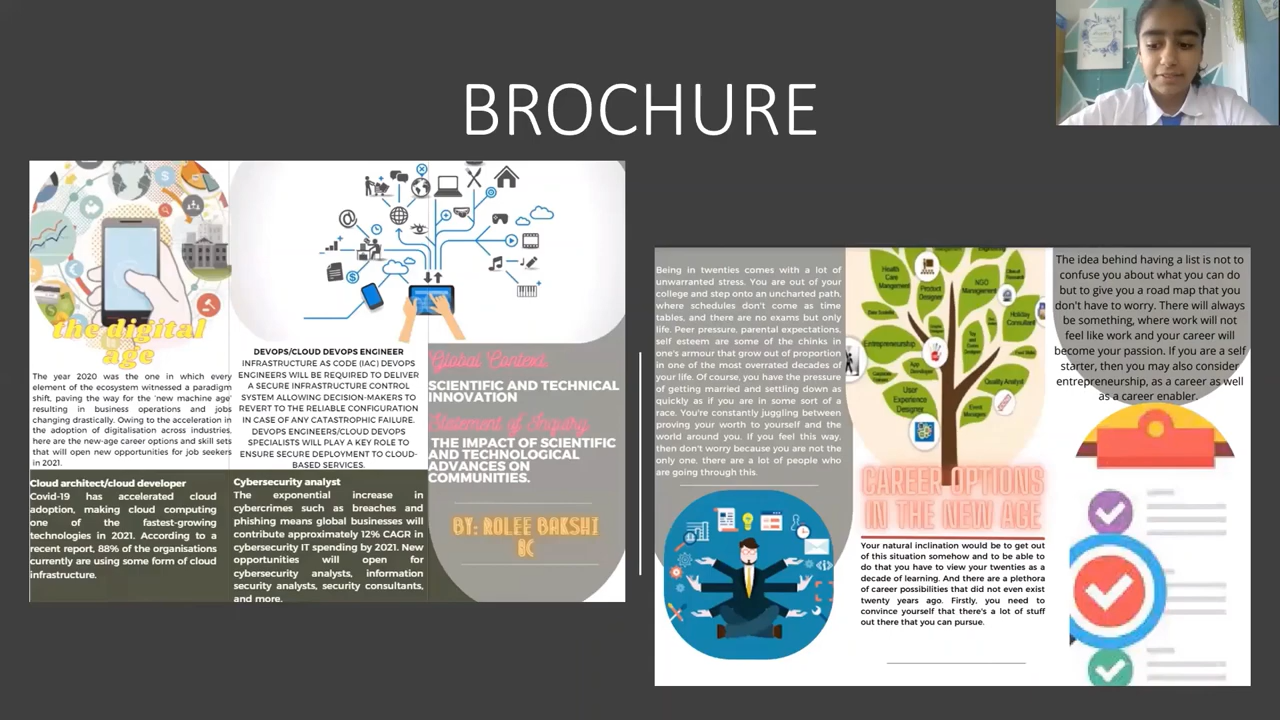 BROCHURE
the digital
age
The year 2020 was the one in which every
element of the ecosystem witnessed a paradigm
shift, paving the way for the 'new machine age'
resulting in business operations and jobs
changing drastically. Owing to the acceleration in
the adoption of digitalisation across industries,
here are the new-age career options and skill sets
that will open new opportunities for job seekers
in 2021.
Cloud architect/cloud developer
Covid-19 has accelerated cloud
adoption, making cloud computing
one of the fastest-growing
technologies in 2021. According to a
recent report, 88% of the organisations
currently are using some form of cloud
infrastructure.
DEVOPS/CLOUD DEVOPS ENGINEER
INFRASTRUCTURE AS CODE (IAC) DEVOPS
ENGINEERS WILL BE REQUIRED TO DELIVER
A SECURE INFRASTRUCTURE CONTROL
SYSTEM ALLOWING DECISION-MAKERS TO
REVERT TO THE RELIABLE CONFIGURATION
IN CASE OF ANY CATASTROPHIC FAILURE.
DEVOPS ENGINEERS/CLOUD DEVOPS
SPECIALISTS WILL PLAY A KEY ROLE TO
ENSURE SECURE DEPLOYMENT TO CLOUD-
BASED SERVICES.
Cybersecurity analyst
The exponential increase in
cybercrimes such as breaches and
phishing means global businesses will
contribute approximately 12% CAGR in
cybersecurity IT spending by 2021. New
opportunities will open for
cybersecurity analysts, information
security analysts, security consultants,
and more.
Global Context
SCIENTIFIC AND TECHNICAL
INNOVATION
Statement of Inquiry
THE IMPACT OF SCIENTIFIC
AND TECHNOLOGICAL
ADVANCES ON
COMMUNITIES.
BY: ROLEE BAKSHI
8C
Being in twenties comes with a lot of
unwarranted stress. You are out of your
college and step onto an uncharted path,
where schedules don't come as time
tables, and there are no exams but only
life. Peer pressure, parental expectations,
self esteem are some of the chinks in
one's armour that grow out of proportion
in one of the most overrated decades of
your life. Of course, you have the pressure
of getting married and settling down as
quickly as if you are in some sort of a
race. You're constantly juggling between
proving your worth to yourself and the
world around you. If you feel this way,
then don't worry because you are not the
only one, there are a lot of people who
are going through this.
Health Care
Management
Product
Designer
NGO
Management
Holiday
Consultant
App
Developer
Entrepreneurship
User
Experience
Designer
Quality Analyst
Event
Managers
CAREER OPTIONS
IN THE NEW AGE
Your natural inclination would be to get out
of this situation somehow and to be able to
do that you have to view your twenties as a
decade of learning. And there are a plethora
of career possibilities that did not even exist
twenty years ago. Firstly, you need to
convince yourself that there's a lot of stuff
out there that you can pursue.
The idea behind having a list is not to
confuse you about what you can do
but to give you a road map that you
don't have to worry. There will always
be something, where work will not
feel like work and your career will
become your passion. If you are a self
starter, then you may also consider
entrepreneurship, as a career as well
as a career enabler.